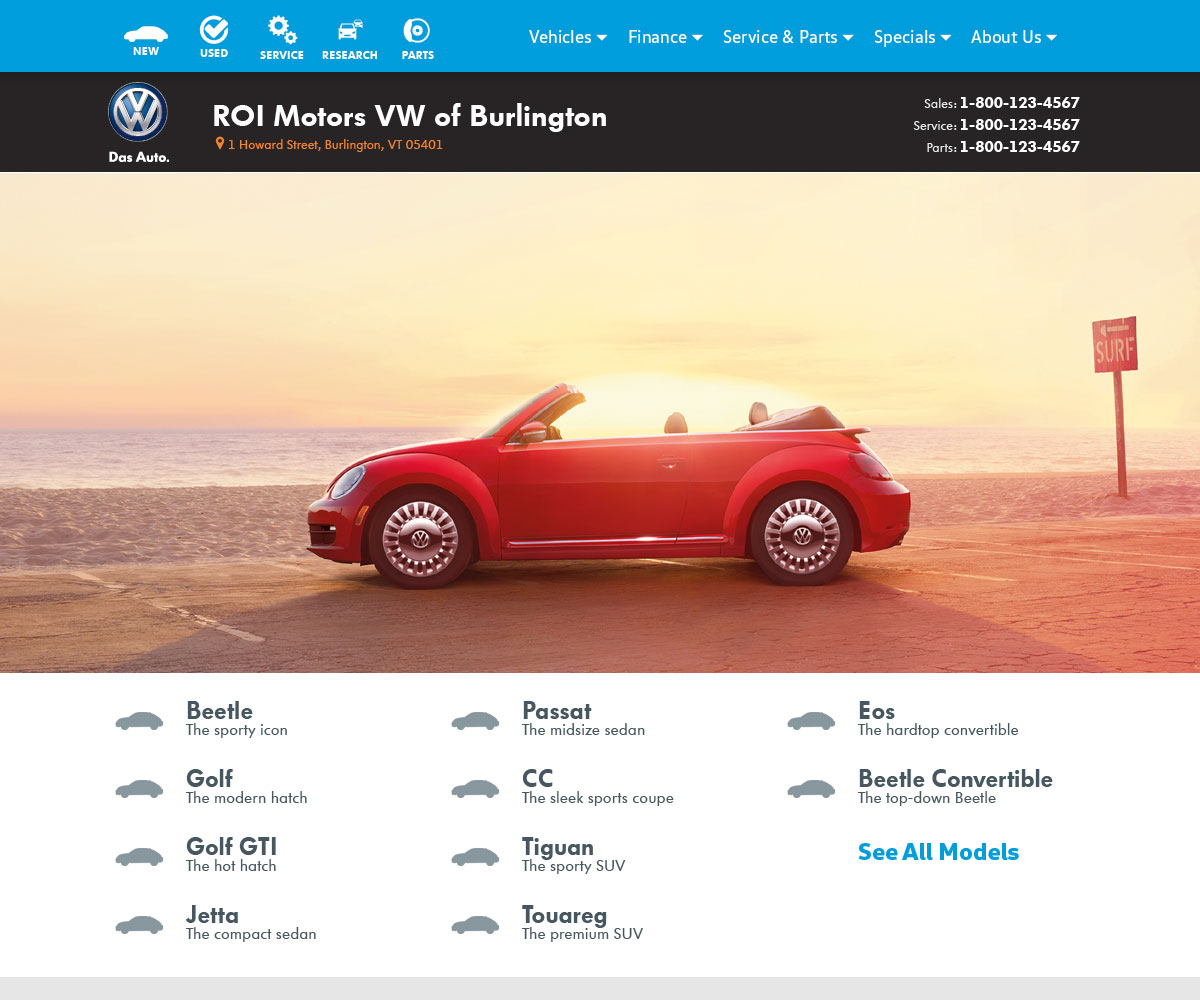 NEW
USED
SERVICE
RESEARCH
PARTS
Vehicles
Finance
Service & Parts
Specials
About Us
Das Auto.
ROI Motors VW of Burlington
1 Howard Street, Burlington, VT 05401
Sales: 1-800-123-4567
Service: 1-800-123-4567
Parts: 1-800-123-4567
SURF
Beetle
The sporty icon
Golf
The modern hatch
Golf GTI
The hot hatch
Jetta
The compact sedan
Passat
The midsize sedan
CC
The sleek sports coupe
Tiguan
The sporty SUV
Touareg
The premium SUV
Eos
The hardtop convertible
Beetle Convertible
The top-down Beetle
See All Models